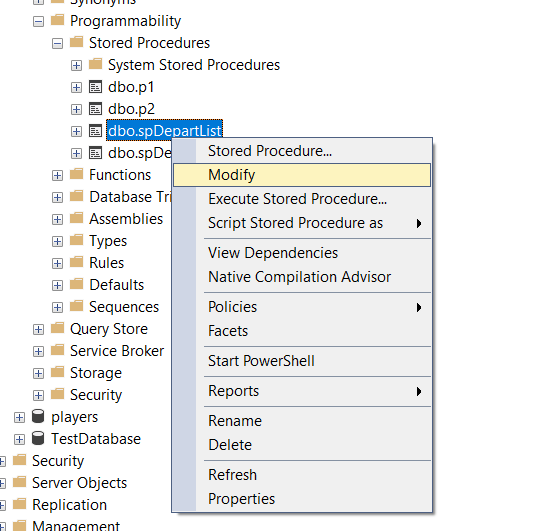 Synonyms
Programmability
Stored Procedures
System Stored Procedures
dbo.p1
dbo.p2
dbo.spDepartList
dbo.spDe
Functions
Database Tri
Assemblies
Types
Rules
Defaults
Sequences
Query Store
Service Broker
Storage
Security
players
TestDatabase
Security
Server Objects
Replication
Management
Stored Procedure...
Modify
Execute Stored Procedure...
Script Stored Procedure as
View Dependencies
Native Compilation Advisor
Policies
Facets
Start PowerShell
Reports
Rename
Delete
Refresh
Properties